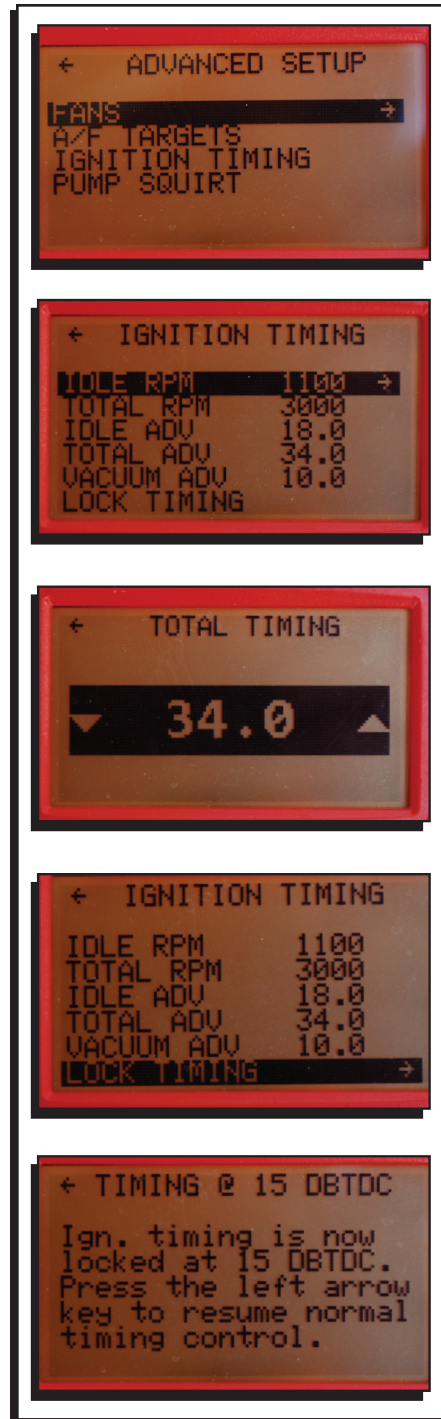 ← ADVANCED SETUP
FANS →
A/F TARGETS
IGNITION TIMING
PUMP SQUIRT
← IGNITION TIMING
IDLE RPM 1100 →
TOTAL RPM 3000
IDLE ADV 18.0
TOTAL ADV 34.0
VACUUM ADV 10.0
LOCK TIMING
← TOTAL TIMING
▼ 34.0 ▲
← IGNITION TIMING
IDLE RPM 1100
TOTAL RPM 3000
IDLE ADV 18.0
TOTAL ADV 34.0
VACUUM ADV 10.0
LOCK TIMING →
← TIMING @ 15 DBTDC
Ign. timing is now
locked at 15 DBTDC.
Press the left arrow
key to resume normal
timing control.